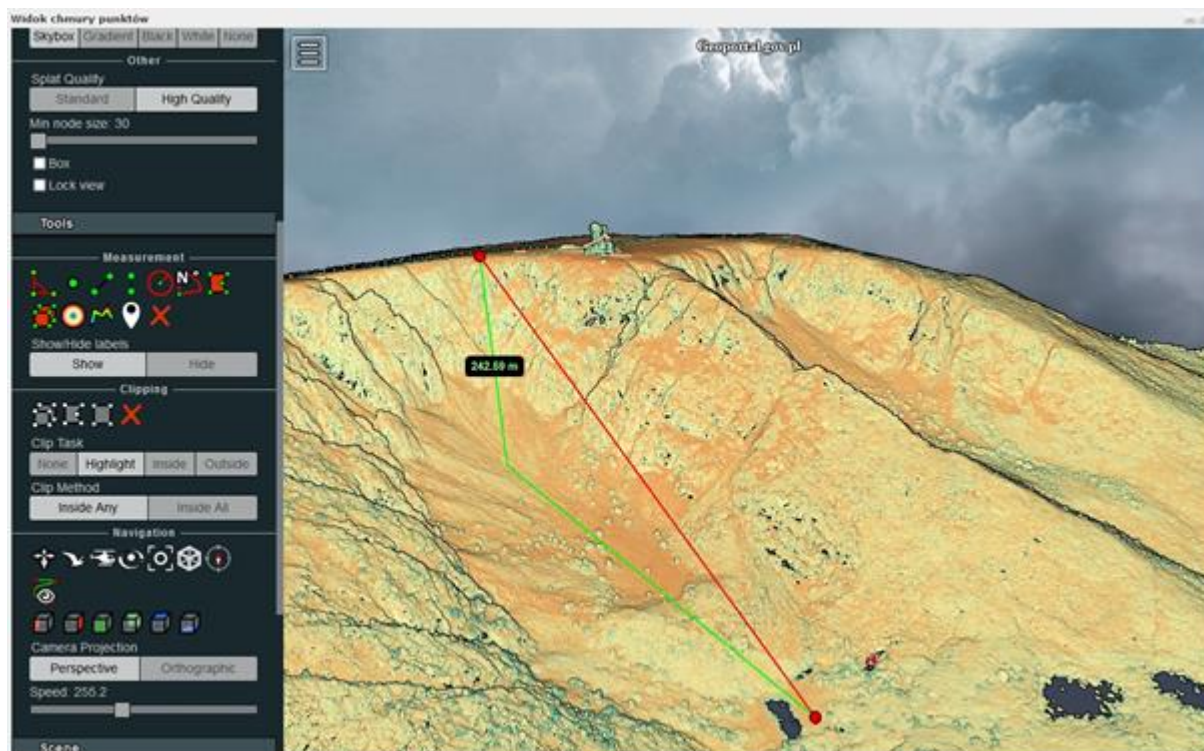 Widok chmury punktów
Skybox Gradient Black White None
Geoportal.gov.pl
Other
Splat Quality
Standard High Quality
Min node size: 30
Box
Lock view
Tools
Measurement
N
242.59 m
Show/Hide labels
Show Hide
Clipping
Clip Task
None Highlight Inside Outside
Clip Method
Inside Any Inside All
Navigation
Camera Projection
Perspective Orthographic
Speed: 255.2
Scene